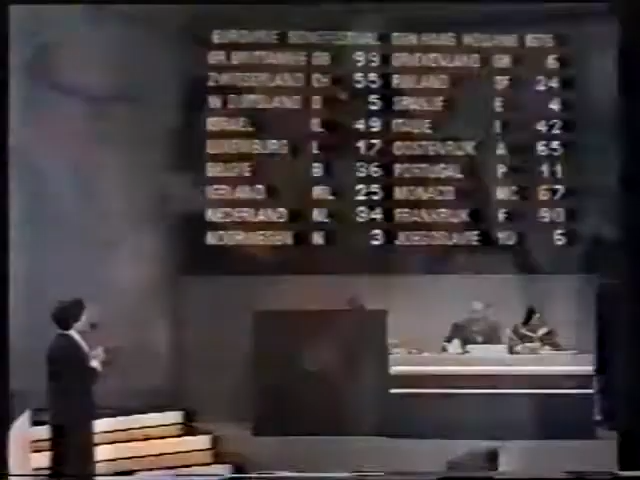 EUROVISIE SONGFESTIVAL DEN HAAG HOLLAND 1976
GR. BRITTANNIE GB 99 GRIEKENLAND GR 6
ZWITSERLAND CH 55 FINLAND SF 24
W. DUITSLAND D 5 SPANJE E 4
ISRAEL IL 49 ITALIE I 42
LUXEMBURG L 17 OOSTENRIJK A 65
BELGIE B 36 PORTUGAL P 11
IERLAND IRL 25 MONACO MC 67
NEDERLAND NL 34 FRANKRIJK F 90
NOORWEGEN N 3 JOEGOSLAVIE YU 6